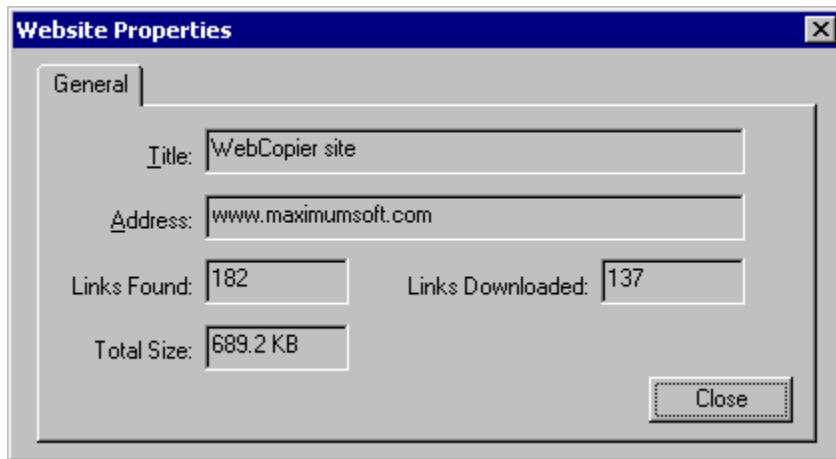 Website Properties
General
Title: WebCopier site
Address: www.maximumsoft.com
Links Found: 182 Links Downloaded: 137
Total Size: 689.2 KB
Close